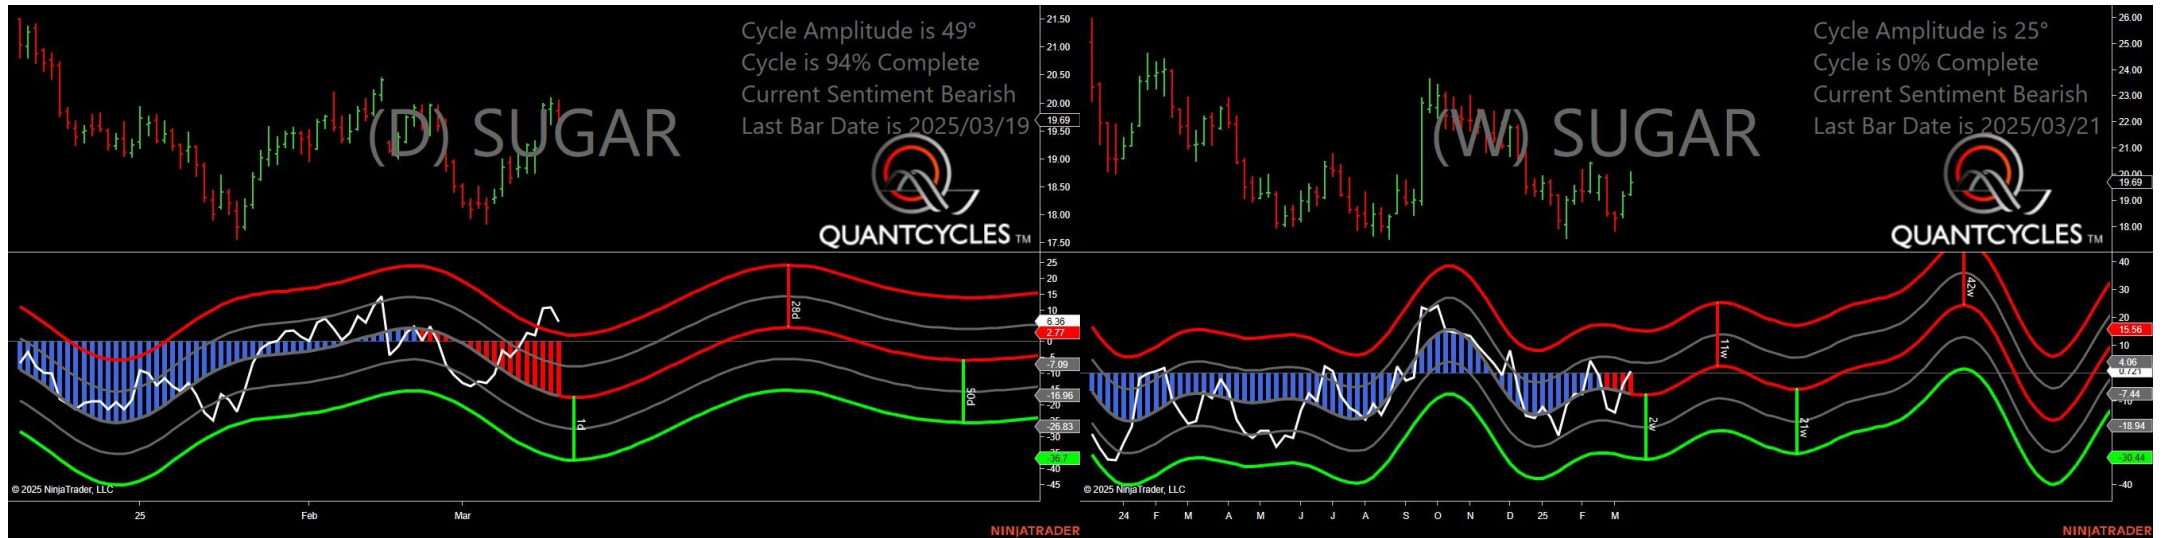 Cycle Amplitude is 49°
Cycle is 94% Complete
Current Sentiment Bearish
Last Bar Date is 2025/03/19
(D) SUGAR
QUANTCYCLES TM
21.50
21.00
20.50
20.00
19.69
19.50
19.00
18.50
18.00
17.50
28d
50d
1d
25
20
15
10
6.36
2.77
0
-5
-7.09
-10
-16.96
-20
-26.83
-30
-35
-36.7
-40
-45
© 2025 NinjaTrader, LLC
25
Feb
Mar
NINJATRADER
Cycle Amplitude is 25°
Cycle is 0% Complete
Current Sentiment Bearish
Last Bar Date is 2025/03/21
(W) SUGAR
QUANTCYCLES TM
26.00
25.00
24.00
23.00
22.00
21.00
20.00
19.69
19.00
18.00
42w
11w
2w
21w
40
30
20
15.56
10
4.06
0.721
-7.44
-10
-18.94
-30.44
-40
© 2025 NinjaTrader, LLC
24
F
M
A
M
J
J
A
S
O
N
D
25
F
M
NINJATRADER